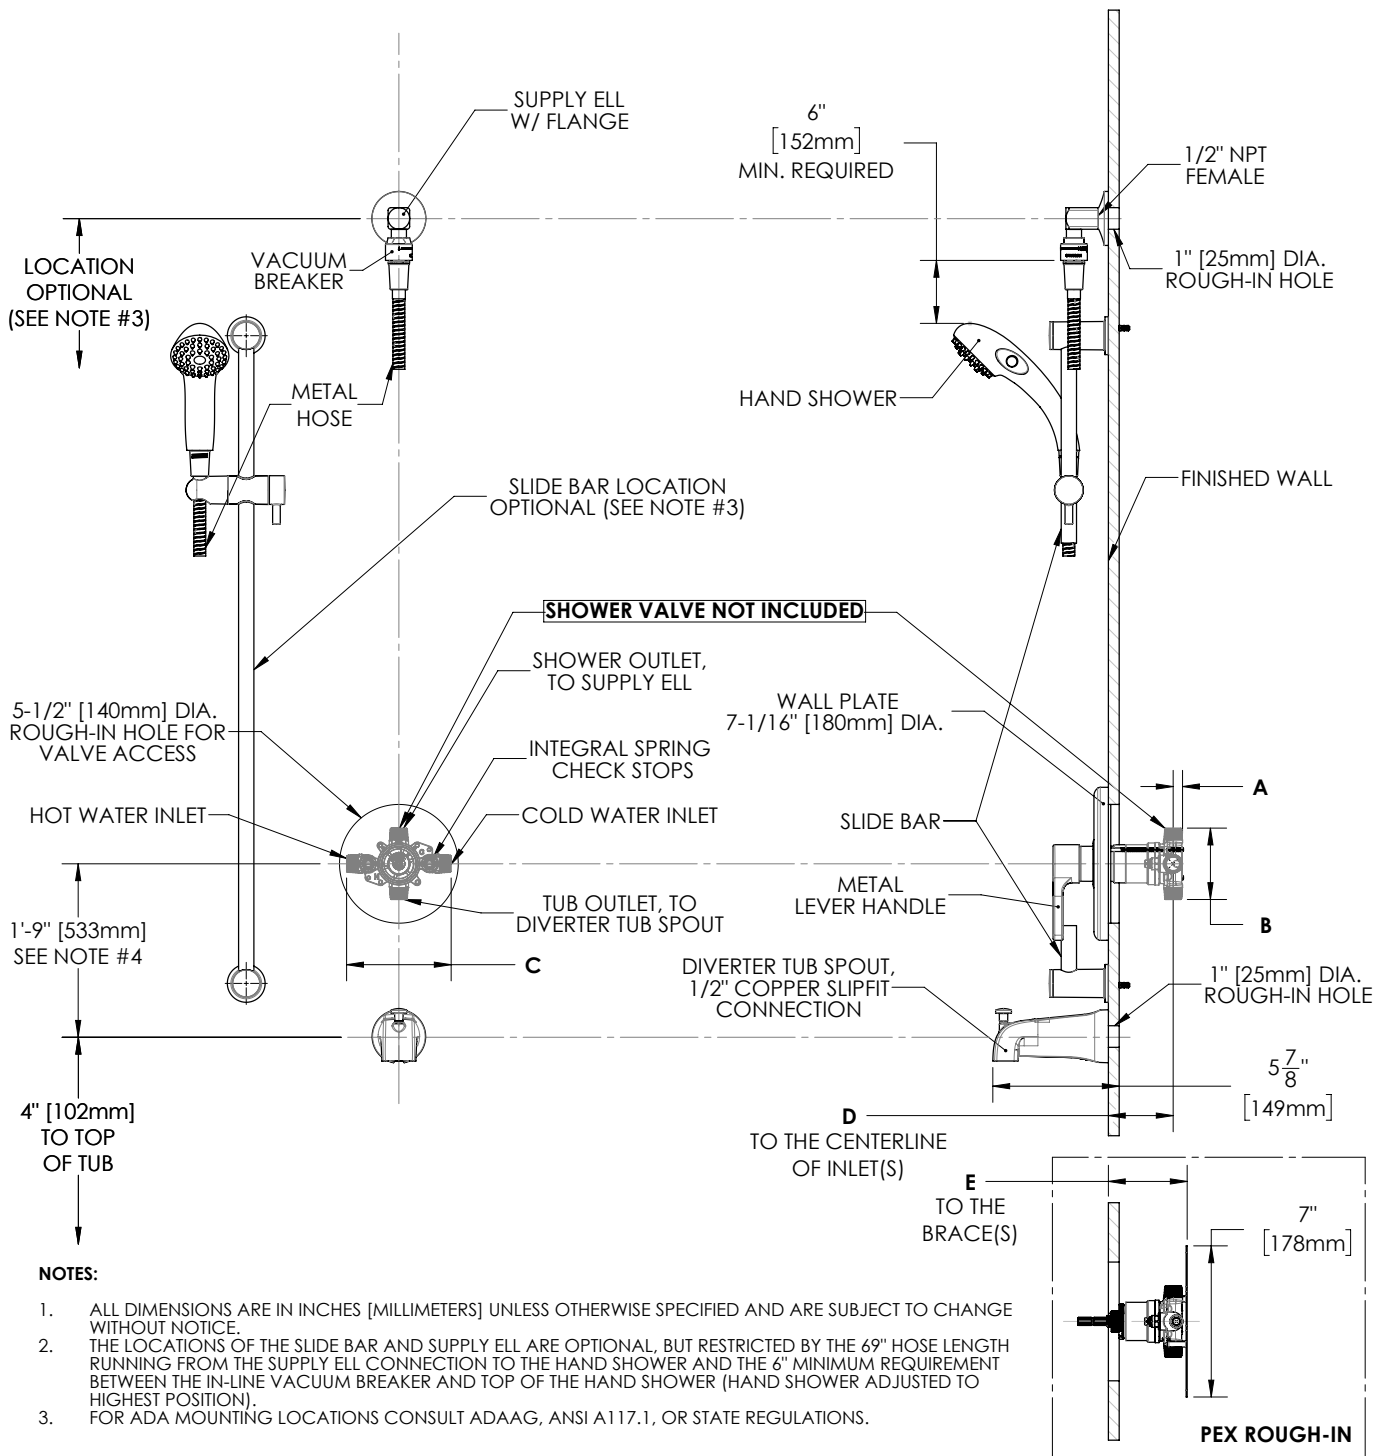 SUPPLY ELL
W/ FLANGE
6"
[152mm]
MIN. REQUIRED
1/2" NPT
FEMALE
LOCATION
OPTIONAL
(SEE NOTE #3)
VACUUM
BREAKER
1" [25mm] DIA.
ROUGH-IN HOLE
METAL
HOSE
HAND SHOWER
SLIDE BAR LOCATION
OPTIONAL (SEE NOTE #3)
FINISHED WALL
SHOWER VALVE NOT INCLUDED
SHOWER OUTLET,
TO SUPPLY ELL
5-1/2" [140mm] DIA.
ROUGH-IN HOLE FOR
VALVE ACCESS
WALL PLATE
7-1/16" [180mm] DIA.
INTEGRAL SPRING
CHECK STOPS
A
HOT WATER INLET
COLD WATER INLET
SLIDE BAR
METAL
LEVER HANDLE
TUB OUTLET, TO
DIVERTER TUB SPOUT
B
1'-9" [533mm]
SEE NOTE #4
C
DIVERTER TUB SPOUT,
1/2" COPPER SLIPFIT
CONNECTION
1" [25mm] DIA.
ROUGH-IN HOLE
5 7/8"
[149mm]
4" [102mm]
TO TOP
OF TUB
D
TO THE CENTERLINE
OF INLET(S)
E
TO THE
BRACE(S)
7"
[178mm]
NOTES:
1. ALL DIMENSIONS ARE IN INCHES [MILLIMETERS] UNLESS OTHERWISE SPECIFIED AND ARE SUBJECT TO CHANGE
WITHOUT NOTICE.
2. THE LOCATIONS OF THE SLIDE BAR AND SUPPLY ELL ARE OPTIONAL, BUT RESTRICTED BY THE 69" HOSE LENGTH
RUNNING FROM THE SUPPLY ELL CONNECTION TO THE HAND SHOWER AND THE 6" MINIMUM REQUIREMENT
BETWEEN THE IN-LINE VACUUM BREAKER AND TOP OF THE HAND SHOWER (HAND SHOWER ADJUSTED TO
HIGHEST POSITION).
3. FOR ADA MOUNTING LOCATIONS CONSULT ADAAG, ANSI A117.1, OR STATE REGULATIONS.
PEX ROUGH-IN